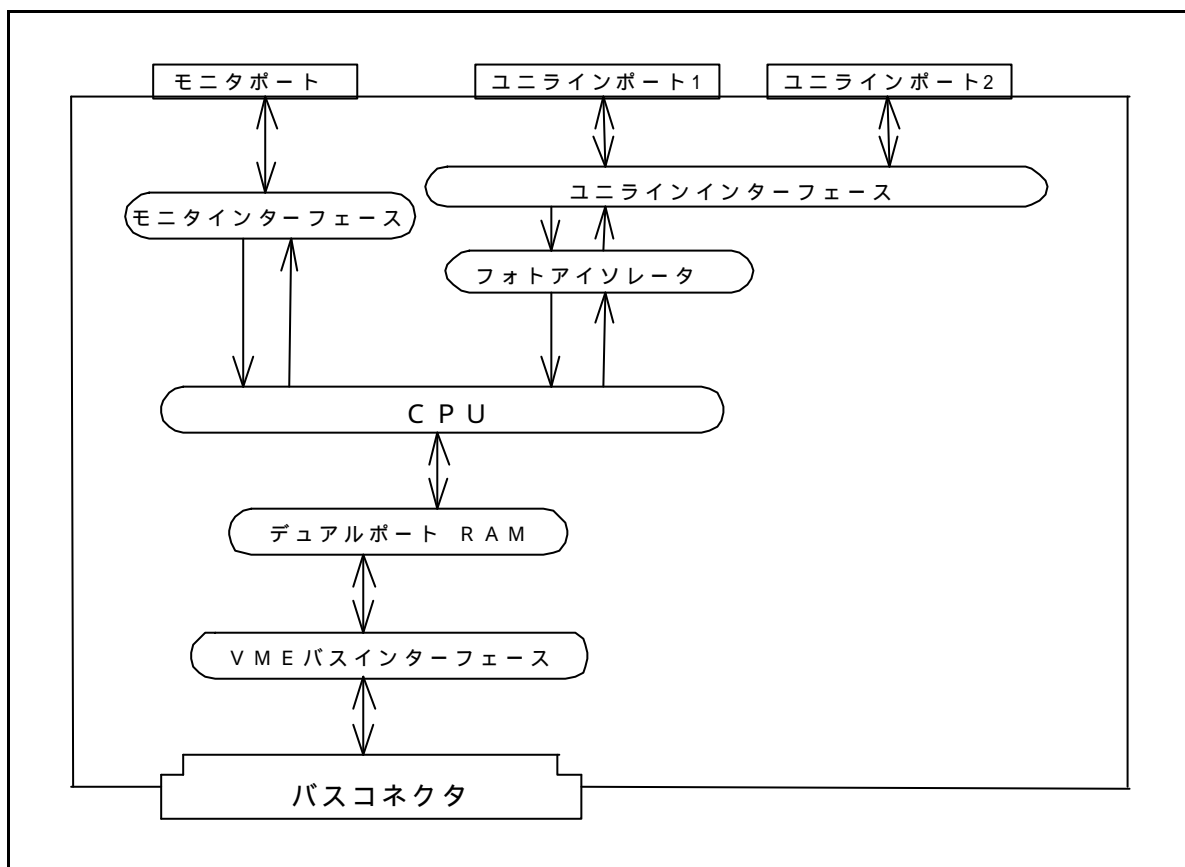 モニタポート
ユニラインポート1
ユニラインポート2
ユニラインインターフェース
モニタインターフェース
フォトアイソレータ
CPU
デュアルポート RAM
VMEバスインターフェース
バスコネクタ